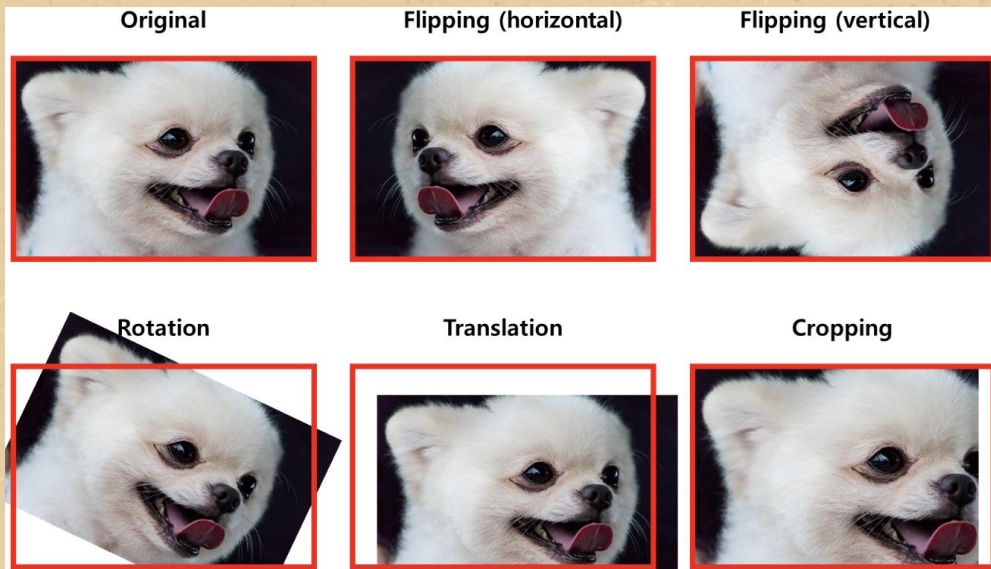 Original
Flipping (horizontal)
Flipping (vertical)
Rotation
Translation
Cropping